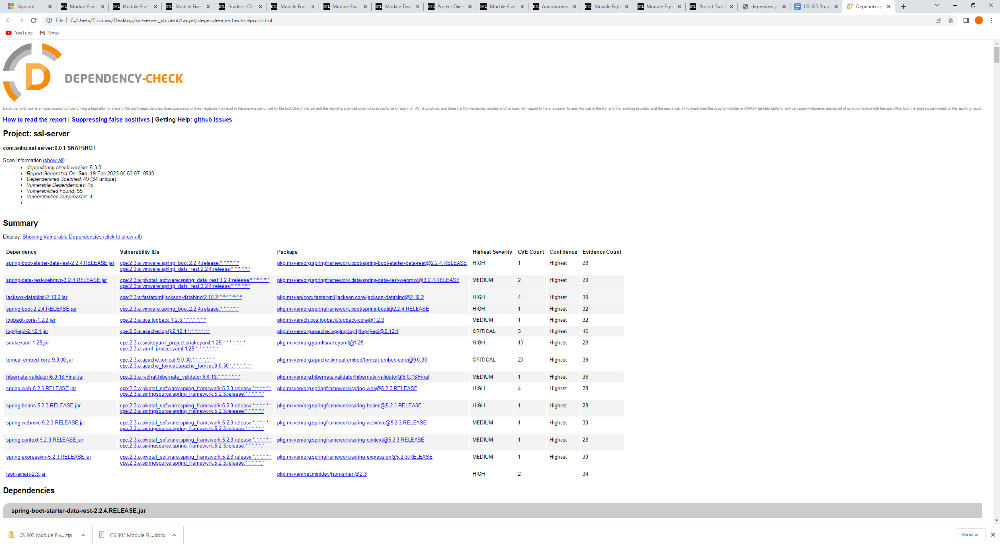 Sign out
Module Five
Module Five
Module Five
Grades - CS-
Module Four
Module Four
Module Two
Project One
Module Five
Announceme
Module Eigh
Module Eigh
Project Two
dependency-
CS 305 Proje
Dependency
File | C:/Users/Thomas/Desktop/ssl-server_student/target/dependency-check-report.html
T
YouTube Gmail
D DEPENDENCY-CHECK
Dependency-Check is an open source tool performing a best effort analysis of 3rd party dependencies; false positives and false negatives may exist in the analysis performed by the tool. Use of the tool and the reporting provided constitutes acceptance for use in an AS IS condition, and there are NO warranties, implied or otherwise, with regard to the analysis or its use. Any use of the tool and the reporting provided is at the user's risk. In no event shall the copyright holder or OWASP be held liable for any damages whatsoever arising out of or in connection with the use of this tool, the analysis performed, or the resulting report.
How to read the report | Suppressing false positives | Getting Help: github issues
Project: ssl-server
com.snhu:ssl-server:0.0.1-SNAPSHOT
Scan Information (show all):
• dependency-check version: 5.3.0
• Report Generated On: Sun, 19 Feb 2023 00:53:07 -0500
• Dependencies Scanned: 49 (34 unique)
• Vulnerable Dependencies: 15
• Vulnerabilities Found: 55
• Vulnerabilities Suppressed: 0
• ...
Summary
Display: Showing Vulnerable Dependencies (click to show all)
Dependency Vulnerability IDs Package Highest Severity CVE Count Confidence Evidence Count
spring-boot-starter-data-rest-2.2.4.RELEASE.jar cpe:2.3:a:vmware:spring_boot:2.2.4:release:*:*:*:*:*:* pkg:maven/org.springframework.boot/spring-boot-starter-data-rest@2.2.4.RELEASE HIGH 1 Highest 28
cpe:2.3:a:vmware:spring_data_rest:2.2.4:release:*:*:*:*:*:*
spring-data-rest-webmvc-3.2.4.RELEASE.jar cpe:2.3:a:pivotal_software:spring_data_rest:3.2.4:release:*:*:*:*:*:* pkg:maven/org.springframework.data/spring-data-rest-webmvc@3.2.4.RELEASE MEDIUM 2 Highest 29
cpe:2.3:a:vmware:spring_data_rest:3.2.4:release:*:*:*:*:*:*
jackson-databind-2.10.2.jar cpe:2.3:a:fasterxml:jackson-databind:2.10.2:*:*:*:*:*:*:* pkg:maven/com.fasterxml.jackson.core/jackson-databind@2.10.2 HIGH 4 Highest 39
spring-boot-2.2.4.RELEASE.jar cpe:2.3:a:vmware:spring_boot:2.2.4:release:*:*:*:*:*:* pkg:maven/org.springframework.boot/spring-boot@2.2.4.RELEASE HIGH 1 Highest 32
logback-core-1.2.3.jar cpe:2.3:a:qos:logback:1.2.3:*:*:*:*:*:*:* pkg:maven/ch.qos.logback/logback-core@1.2.3 MEDIUM 1 Highest 32
log4j-api-2.12.1.jar cpe:2.3:a:apache:log4j:2.12.1:*:*:*:*:*:*:* pkg:maven/org.apache.logging.log4j/log4j-api@2.12.1 CRITICAL 5 Highest 46
snakeyaml-1.25.jar cpe:2.3:a:snakeyaml_project:snakeyaml:1.25:*:*:*:*:*:*:* pkg:maven/org.yaml/snakeyaml@1.25 HIGH 10 Highest 28
cpe:2.3:a:yaml_project:yaml:1.25:*:*:*:*:*:*:*
tomcat-embed-core-9.0.30.jar cpe:2.3:a:apache:tomcat:9.0.30:*:*:*:*:*:*:* pkg:maven/org.apache.tomcat.embed/tomcat-embed-core@9.0.30 CRITICAL 20 Highest 39
cpe:2.3:a:apache_tomcat:apache_tomcat:9.0.30:*:*:*:*:*:*:*
hibernate-validator-6.0.18.Final.jar cpe:2.3:a:redhat:hibernate_validator:6.0.18:*:*:*:*:*:*:* pkg:maven/org.hibernate.validator/hibernate-validator@6.0.18.Final MEDIUM 1 Highest 36
spring-web-5.2.3.RELEASE.jar cpe:2.3:a:pivotal_software:spring_framework:5.2.3:release:*:*:*:*:*:* pkg:maven/org.springframework/spring-web@5.2.3.RELEASE HIGH 4 Highest 28
cpe:2.3:a:springsource:spring_framework:5.2.3:release:*:*:*:*:*:*
spring-beans-5.2.3.RELEASE.jar cpe:2.3:a:pivotal_software:spring_framework:5.2.3:release:*:*:*:*:*:* pkg:maven/org.springframework/spring-beans@5.2.3.RELEASE HIGH 1 Highest 28
cpe:2.3:a:springsource:spring_framework:5.2.3:release:*:*:*:*:*:*
spring-webmvc-5.2.3.RELEASE.jar cpe:2.3:a:pivotal_software:spring_framework:5.2.3:release:*:*:*:*:*:* pkg:maven/org.springframework/spring-webmvc@5.2.3.RELEASE MEDIUM 1 Highest 30
cpe:2.3:a:springsource:spring_framework:5.2.3:release:*:*:*:*:*:*
spring-context-5.2.3.RELEASE.jar cpe:2.3:a:pivotal_software:spring_framework:5.2.3:release:*:*:*:*:*:* pkg:maven/org.springframework/spring-context@5.2.3.RELEASE MEDIUM 1 Highest 28
cpe:2.3:a:springsource:spring_framework:5.2.3:release:*:*:*:*:*:*
spring-expression-5.2.3.RELEASE.jar cpe:2.3:a:pivotal_software:spring_framework:5.2.3:release:*:*:*:*:*:* pkg:maven/org.springframework/spring-expression@5.2.3.RELEASE MEDIUM 1 Highest 30
cpe:2.3:a:springsource:spring_framework:5.2.3:release:*:*:*:*:*:*
json-smart-2.3.jar pkg:maven/net.minidev/json-smart@2.3 HIGH 2 34
Dependencies
spring-boot-starter-data-rest-2.2.4.RELEASE.jar
CS 305 Module Fiv....zip CS 305 Module Fi....docx Show all